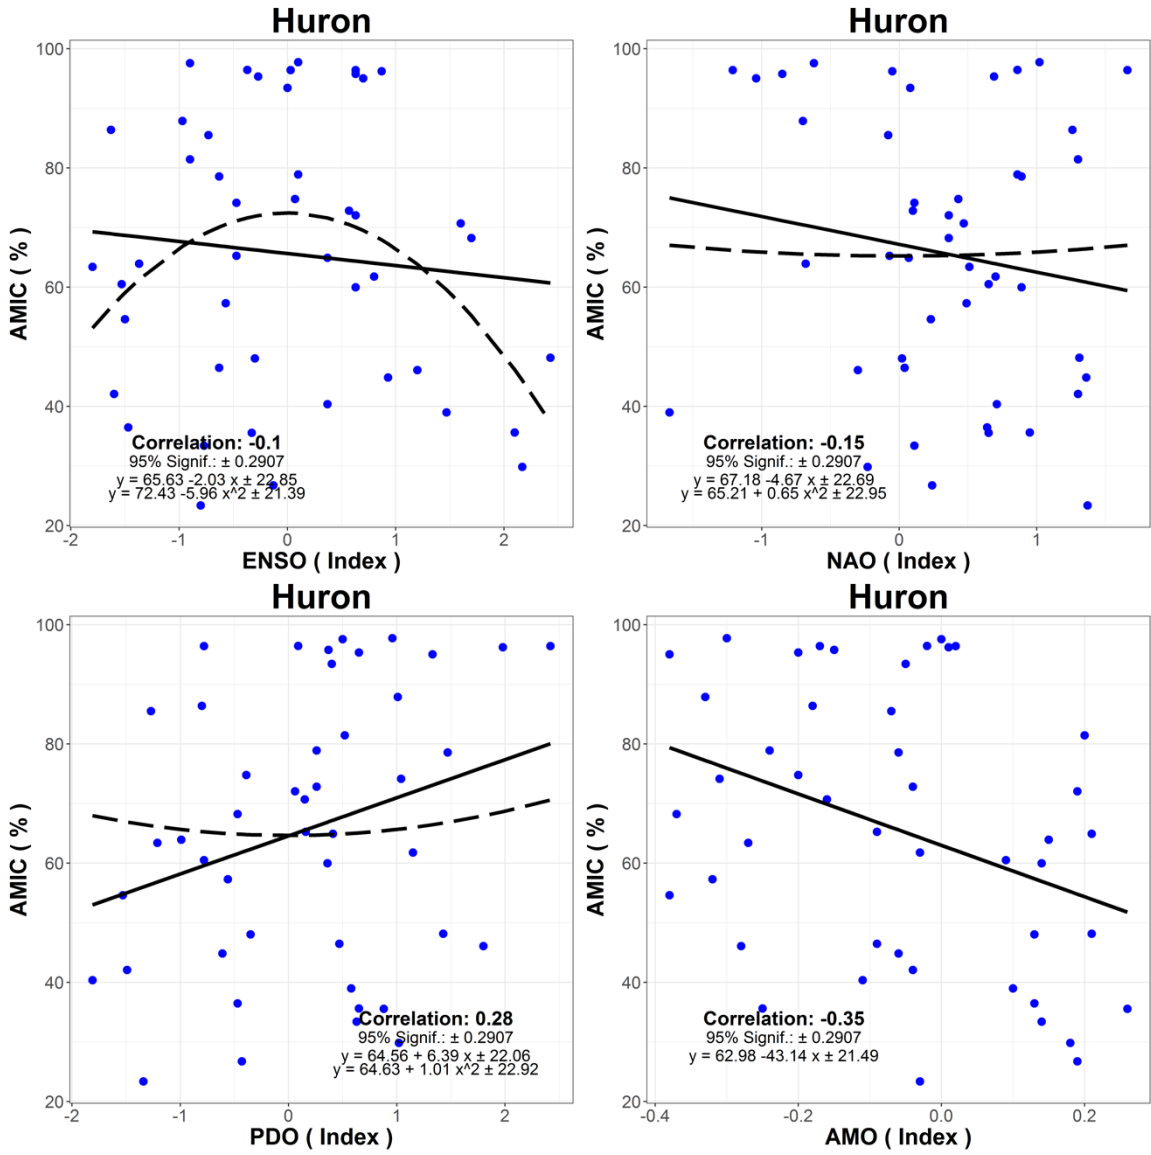 Huron
AMIC ( % )
100
80
60
40
20
Correlation: -0.1
95% Signif.: ± 0.2907
y = 65.63 -2.03 x ± 22.85
y = 72.43 -5.96 x^2 ± 21.39
-2
-1
0
1
2
ENSO ( Index )
Huron
AMIC ( % )
100
80
60
40
20
Correlation: -0.15
95% Signif.: ± 0.2907
y = 67.18 -4.67 x ± 22.69
y = 65.21 + 0.65 x^2 ± 22.95
-1
0
1
NAO ( Index )
Huron
AMIC ( % )
100
80
60
40
20
Correlation: 0.28
95% Signif.: ± 0.2907
y = 64.56 + 6.39 x ± 22.06
y = 64.63 + 1.01 x^2 ± 22.92
-2
-1
0
1
2
PDO ( Index )
Huron
AMIC ( % )
100
80
60
40
20
Correlation: -0.35
95% Signif.: ± 0.2907
y = 62.98 -43.14 x ± 21.49
-0.4
-0.2
0.0
0.2
AMO ( Index )